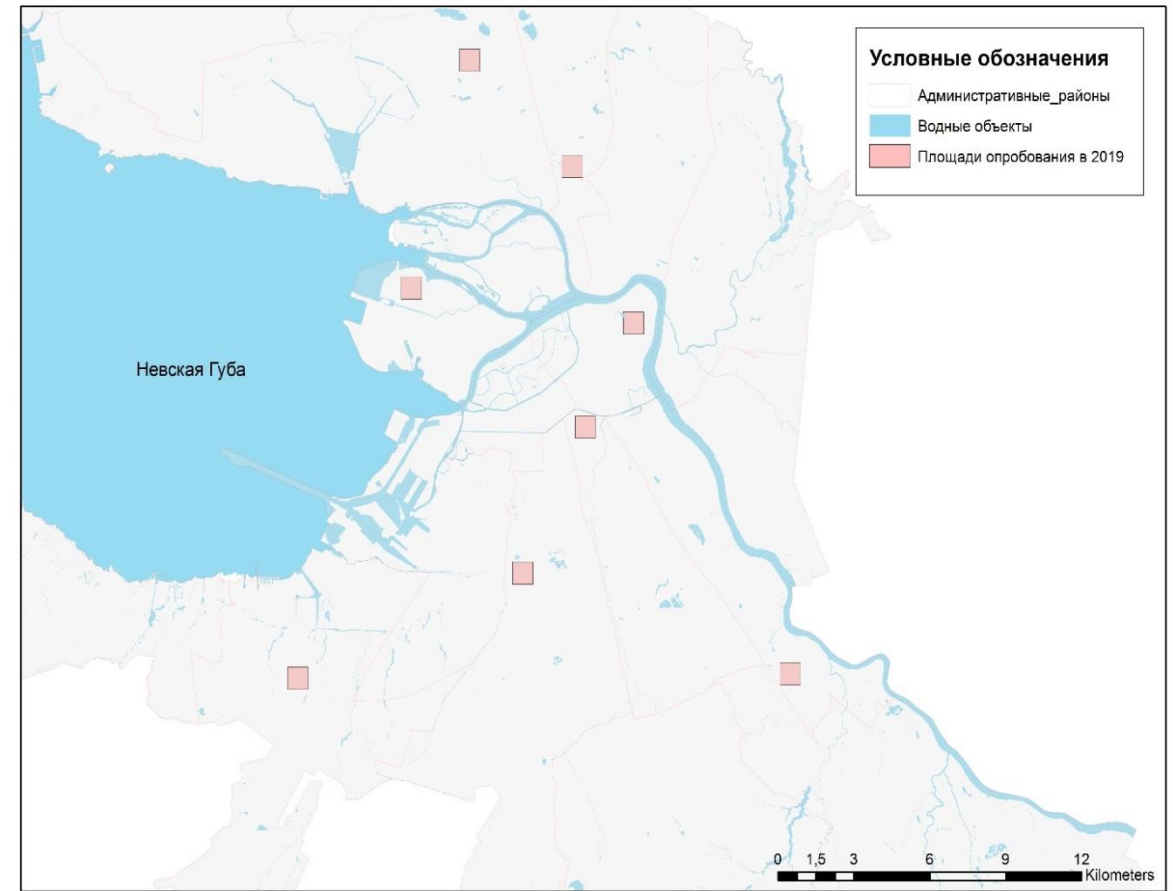 Условные обозначения
Административные_районы
Водные объекты
Площади опробования в 2019
Невская Губа
0 1,5 3 6 9 12
Kilometers